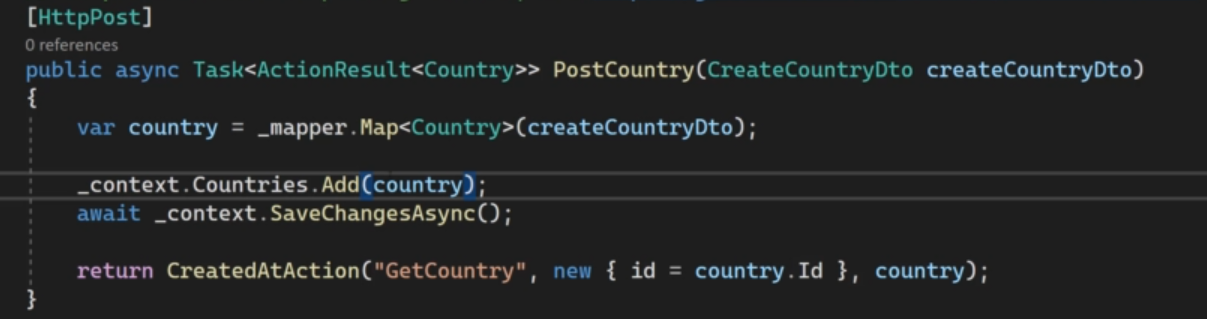 [HttpPost]
0 references
public async Task<ActionResult<Country>> PostCountry(CreateCountryDto createCountryDto)
{
var country = _mapper.Map<Country>(createCountryDto);
_context.Countries.Add(country);
await _context.SaveChangesAsync();
return CreatedAtAction("GetCountry", new { id = country.Id }, country);
}